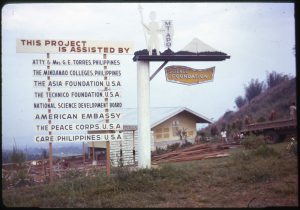 THIS PROJECT
IS ASSISTED BY
ATTY & MRS G.E. TORRES, PHILIPPINES
THE MINDANAO COLLEGES, PHILIPPINES
THE ASIA FOUNDATION, U.S.A.
THE TECHNICO FOUNDATION, U.S.A.
NATIONAL SCIENCE DEVELOPMENT BOARD
AMERICAN EMBASSY
THE PEACE CORPS, U.S.A.
CARE, PHILIPPINES, U.S.A.
FOUNDATION